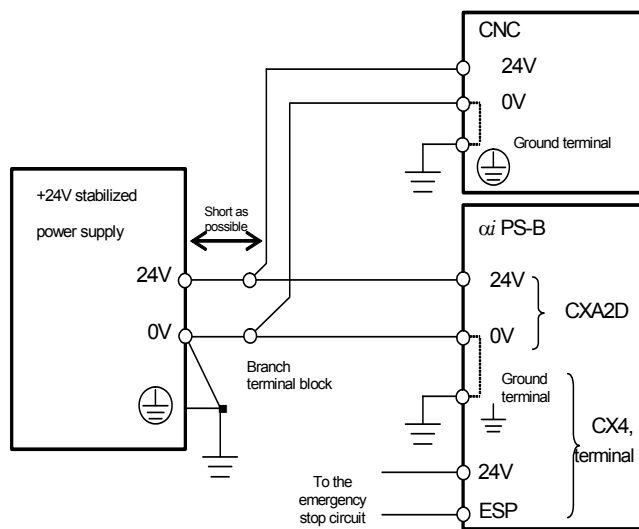 CNC
24V
0V
Ground terminal
+24V stabilized
power supply
Short as
possible
24V
0V
Branch
terminal block
αi PS-B
24V
0V
CXA2D
Ground
terminal
CX4,
terminal
24V
ESP
To the
emergency
stop circuit